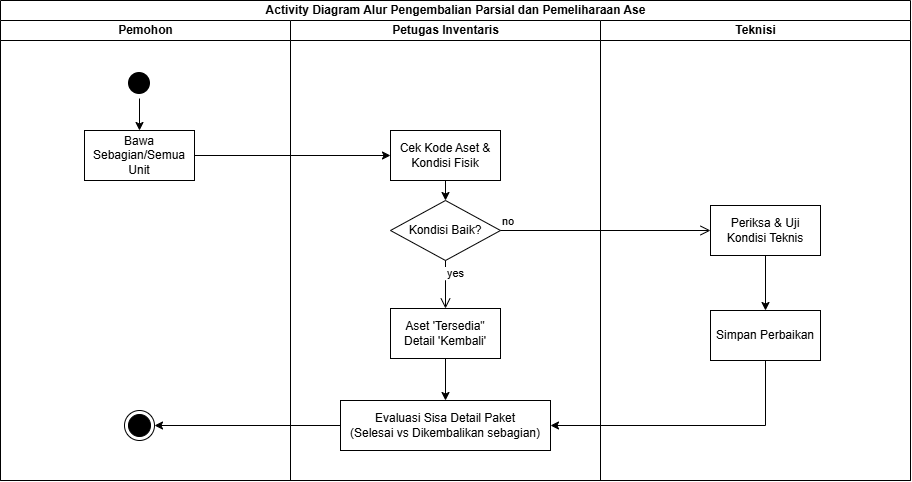 Activity Diagram Alur Pengembalian Parsial dan Pemeliharaan Ase
Pemohon
Petugas Inventaris
Teknisi
Bawa
Sebagian/Semua
Unit
Cek Kode Aset &
Kondisi Fisik
Kondisi Baik?
no
yes
Periksa & Uji
Kondisi Teknis
Aset 'Tersedia"
Detail 'Kembali'
Simpan Perbaikan
Evaluasi Sisa Detail Paket
(Selesai vs Dikembalikan sebagian)